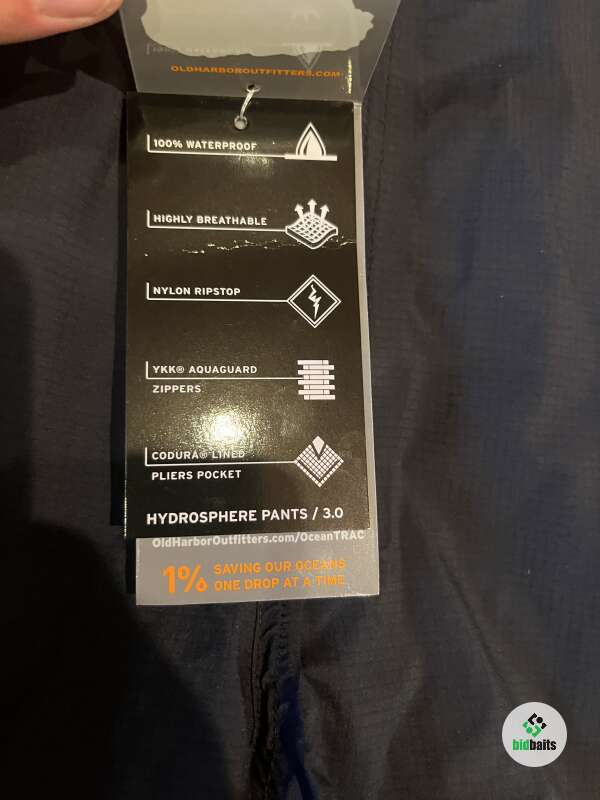 OLDHARBOROUTFITTERS.COM
100% WATERPROOF
HIGHLY BREATHABLE
NYLON RIPSTOP
YKK® AQUAGUARD
ZIPPERS
CODURA® LINED
PLIERS POCKET
HYDROSPHERE PANTS / 3.0
OldHarborOutfitters.com/OceanTRAC
1% SAVING OUR OCEANS
ONE DROP AT A TIME
bidbaits